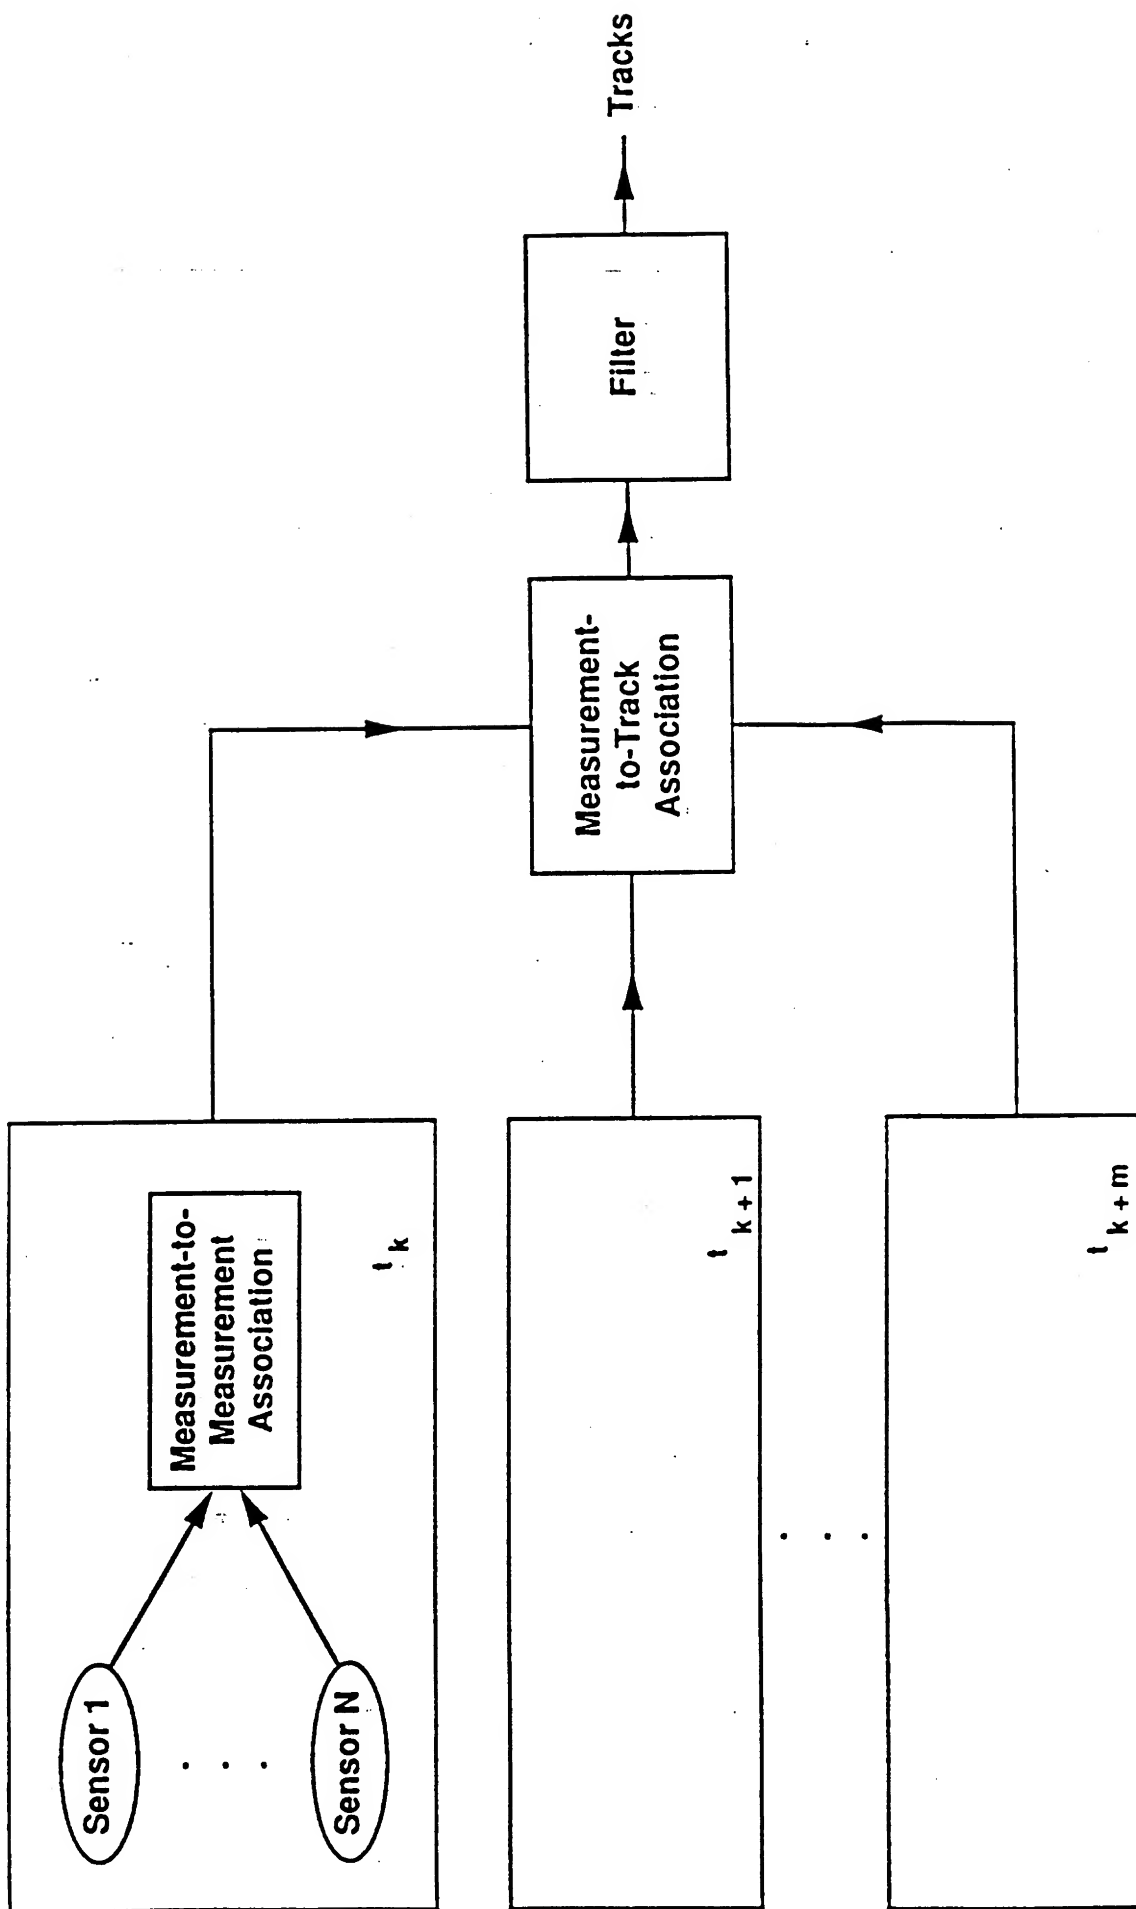 Sensor 1
. . .
Sensor N
Measurement-to-
Measurement
Association
t k
t k + 1
. . .
t k+m
Measurement-
to-Track
Association
Filter
Tracks